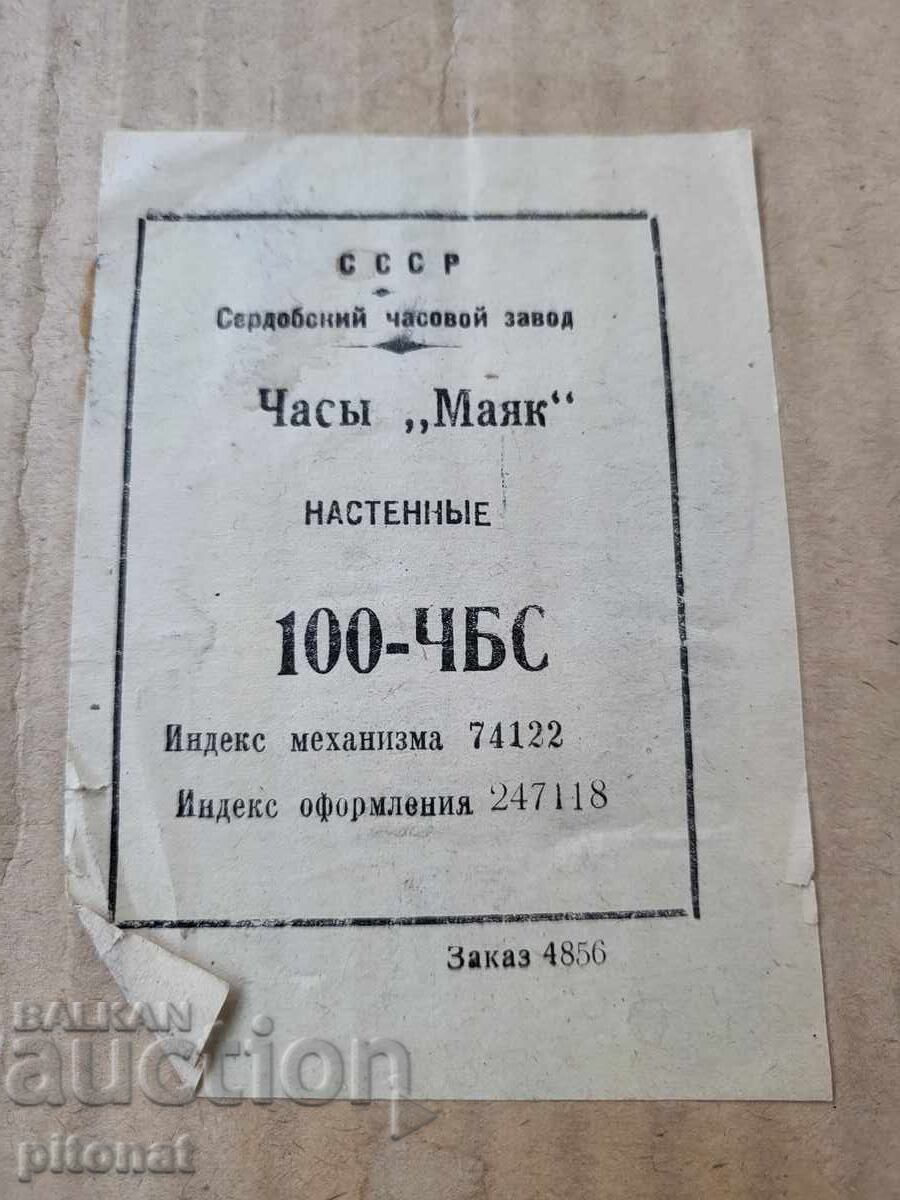 СССР
Сердобский часовой завод
Часы „Маяк“
НАСТЕННЫЕ
100-ЧБС
Индекс механизма 74122
Индекс оформления 247118
Заказ 4856
BALKAN
auction
pitonat